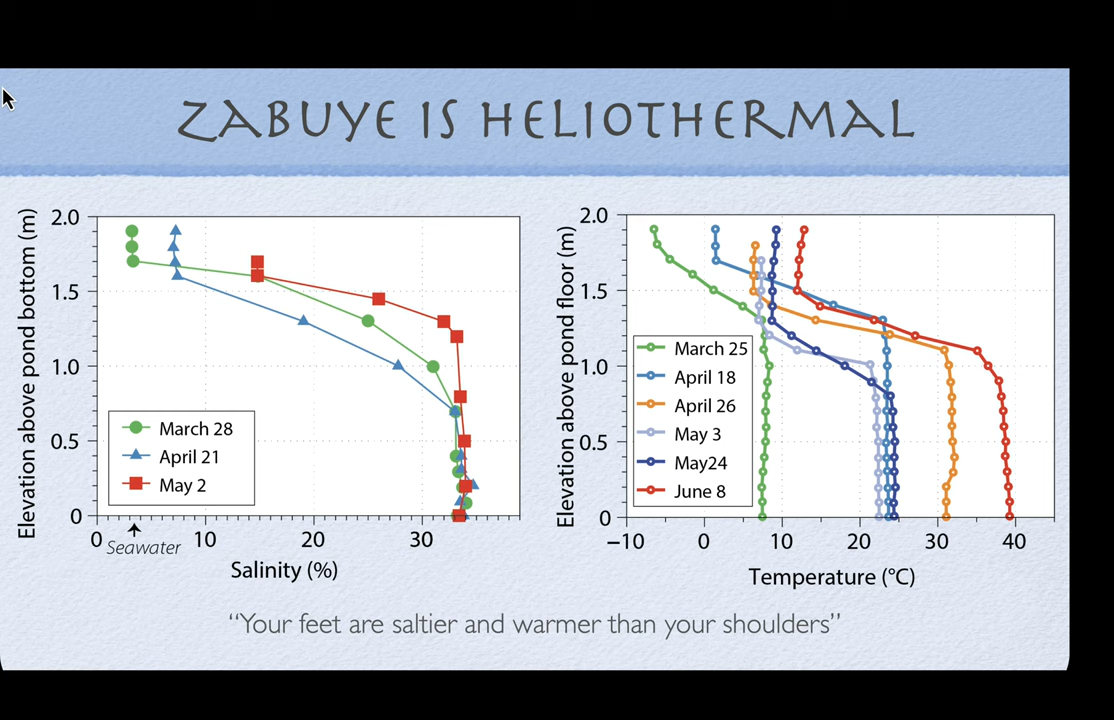 ZABUYE IS HELIOTHERMAL
Elevation above pond bottom (m)
2.0
1.5
1.0
0.5
0
March 28
April 21
May 2
0 10 20 30
Seawater
Salinity (%)
Elevation above pond floor (m)
2.0
1.5
1.0
0.5
0
March 25
April 18
April 26
May 3
May24
June 8
−10 0 10 20 30 40
Temperature (°C)
“Your feet are saltier and warmer than your shoulders”